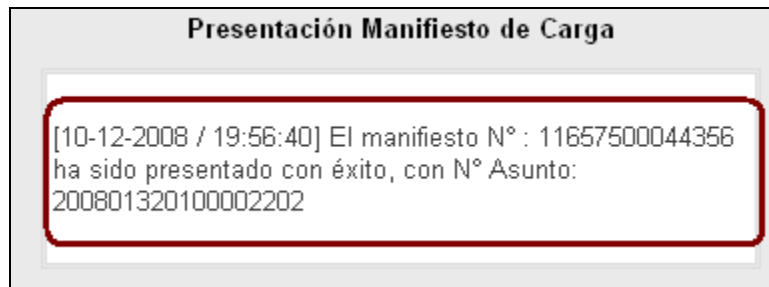 Presentación Manifiesto de Carga
[10-12-2008 / 19:56:40] El manifiesto N° : 11657500044356
ha sido presentado con éxito, con N° Asunto:
200801320100002202